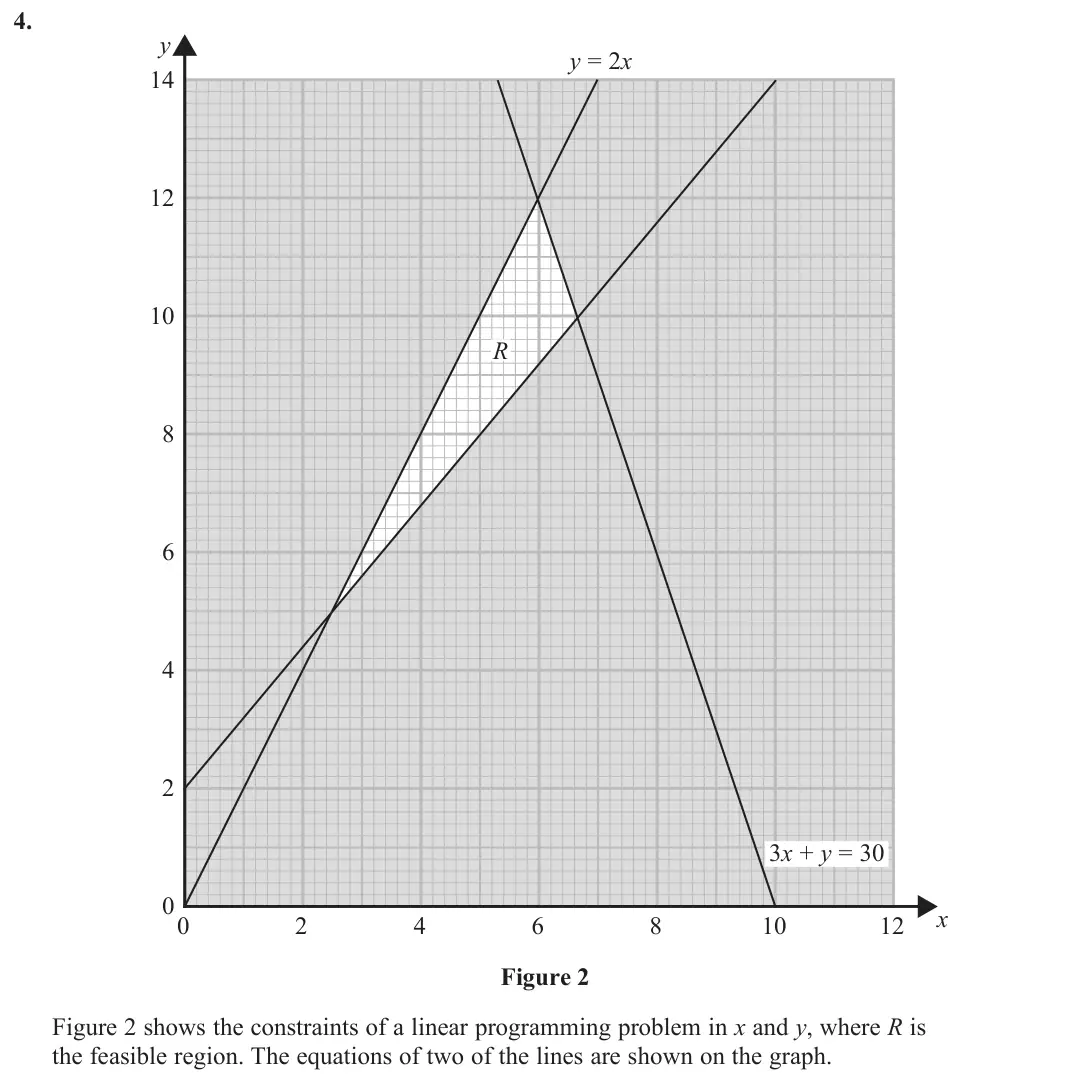 4.
y
y = 2x
14
12
10
R
8
6
4
2
3x + y = 30
0
0 2 4 6 8 10 12 x
Figure 2
Figure 2 shows the constraints of a linear programming problem in x and y, where R is
the feasible region. The equations of two of the lines are shown on the graph.